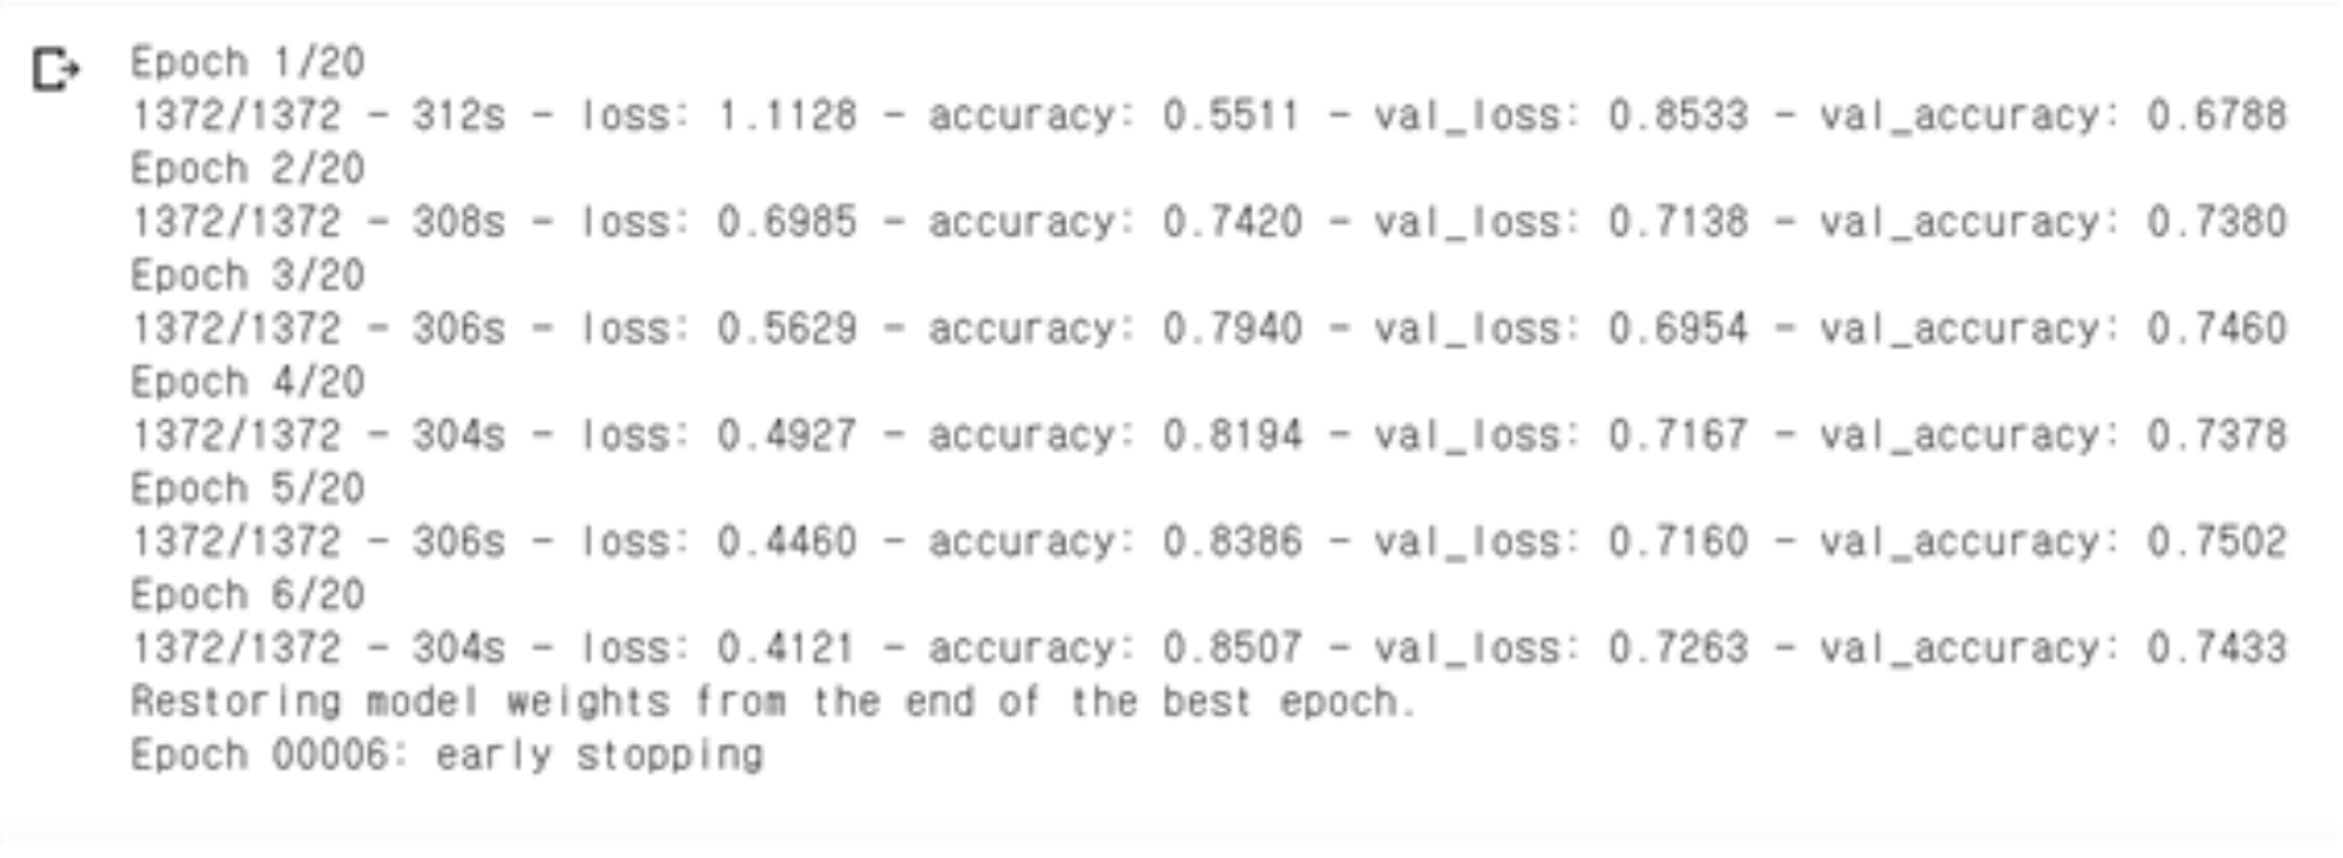 Epoch 1/20
1372/1372 - 312s - loss: 1.1128 - accuracy: 0.5511 - val_loss: 0.8533 - val_accuracy: 0.6788
Epoch 2/20
1372/1372 - 308s - loss: 0.6985 - accuracy: 0.7420 - val_loss: 0.7138 - val_accuracy: 0.7380
Epoch 3/20
1372/1372 - 306s - loss: 0.5629 - accuracy: 0.7940 - val_loss: 0.6954 - val_accuracy: 0.7460
Epoch 4/20
1372/1372 - 304s - loss: 0.4927 - accuracy: 0.8194 - val_loss: 0.7167 - val_accuracy: 0.7378
Epoch 5/20
1372/1372 - 306s - loss: 0.4460 - accuracy: 0.8386 - val_loss: 0.7160 - val_accuracy: 0.7502
Epoch 6/20
1372/1372 - 304s - loss: 0.4121 - accuracy: 0.8507 - val_loss: 0.7263 - val_accuracy: 0.7433
Restoring model weights from the end of the best epoch.
Epoch 00006: early stopping